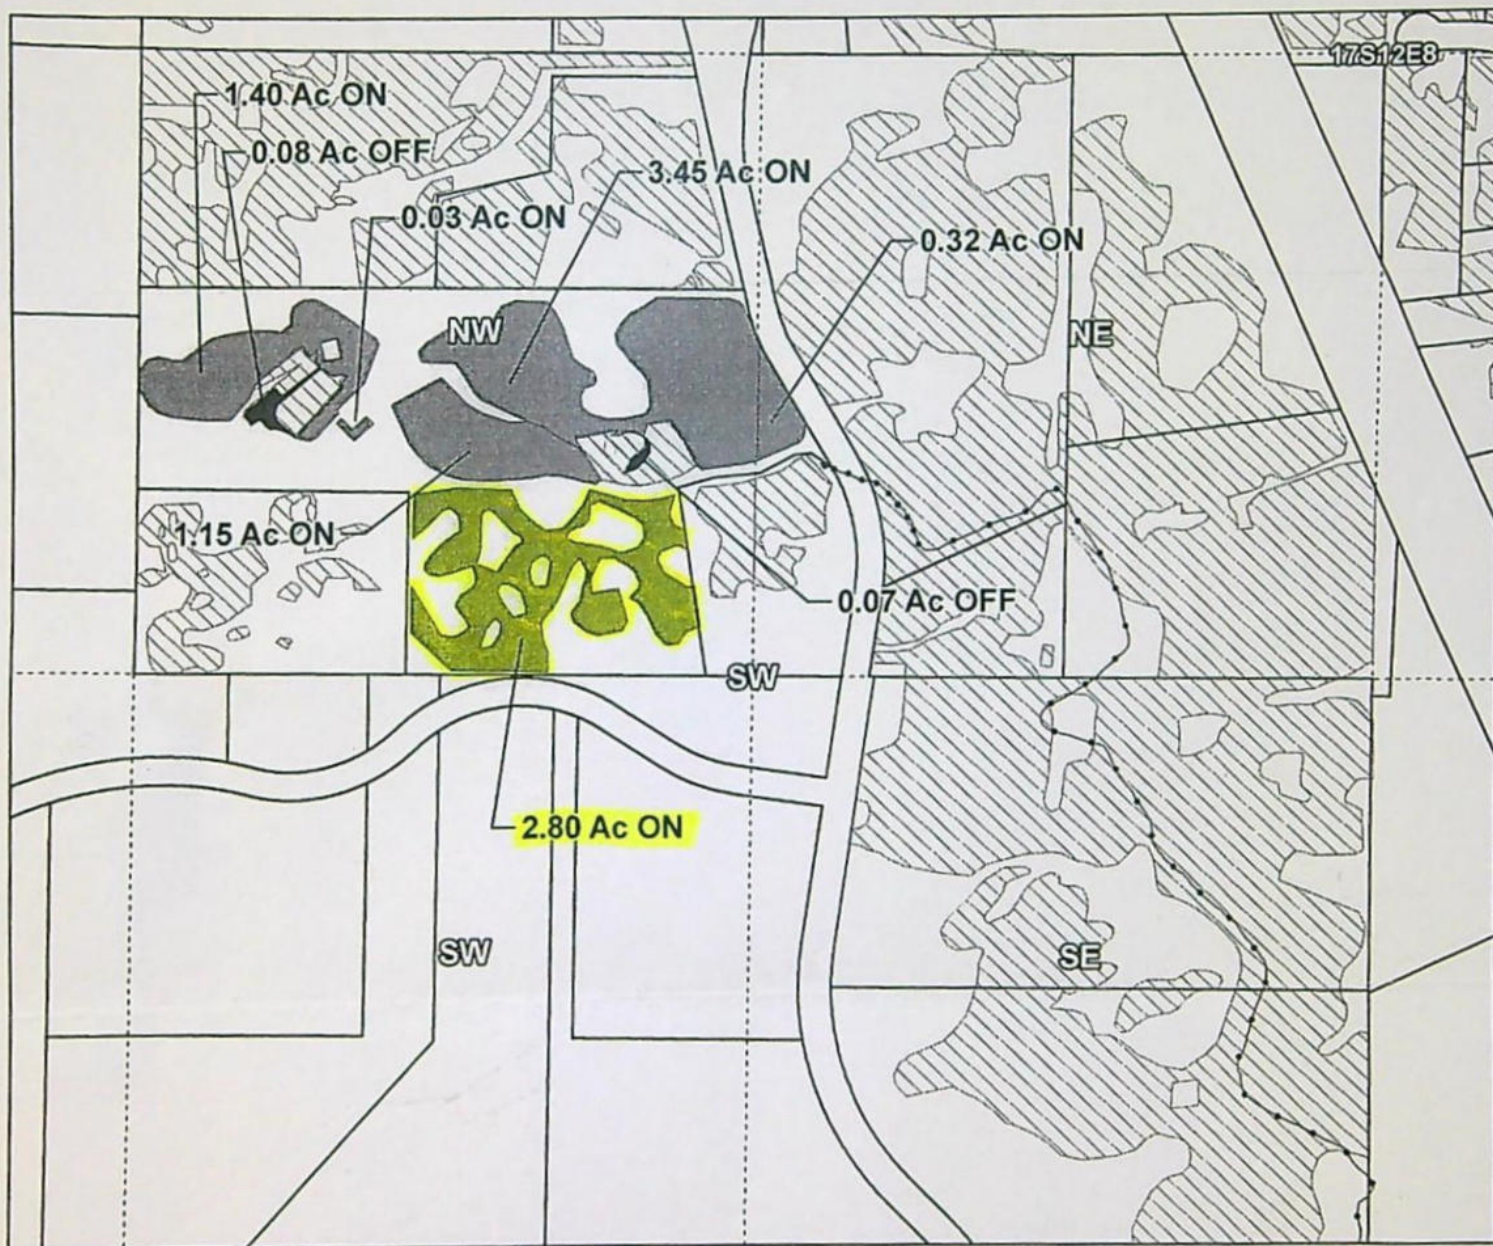 17S12E8
1.40 Ac ON
0.08 Ac OFF
3.45 Ac ON
0.03 Ac ON
0.32 Ac ON
NW
NE
1.15 Ac ON
0.07 Ac OFF
SW
2.80 Ac ON
SW
SE